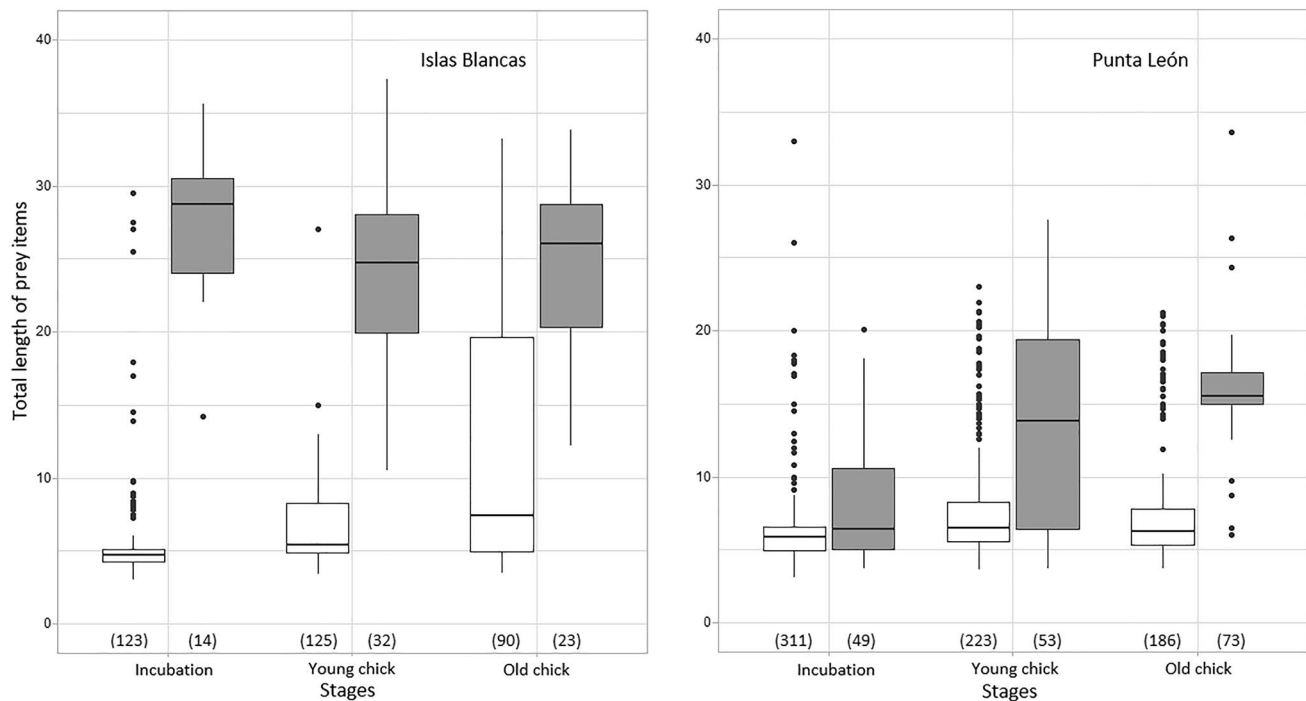 Total length of prey items
40
30
20
10
0
Islas Blancas
(123) (14) (125) (32) (90) (23)
Incubation Young chick Old chick
Stages
40
30
20
10
0
Punta León
(311) (49) (223) (53) (186) (73)
Incubation Young chick Old chick
Stages